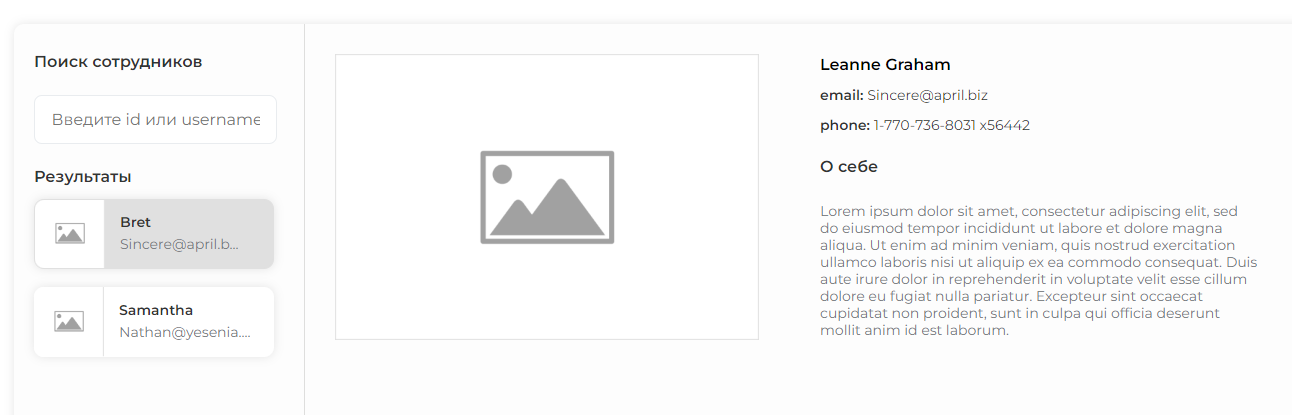 Поиск сотрудников
Введите id или username
Результаты
Bret
Sincere@april.b...
Samantha
Nathan@yesenia....
Leanne Graham
email: Sincere@april.biz
phone: 1-770-736-8031 x56442
О себе
Lorem ipsum dolor sit amet, consectetur adipiscing elit, sed
do eiusmod tempor incididunt ut labore et dolore magna
aliqua. Ut enim ad minim veniam, quis nostrud exercitation
ullamco laboris nisi ut aliquip ex ea commodo consequat. Duis
aute irure dolor in reprehenderit in voluptate velit esse cillum
dolore eu fugiat nulla pariatur. Excepteur sint occaecat
cupidatat non proident, sunt in culpa qui officia deserunt
mollit anim id est laborum.